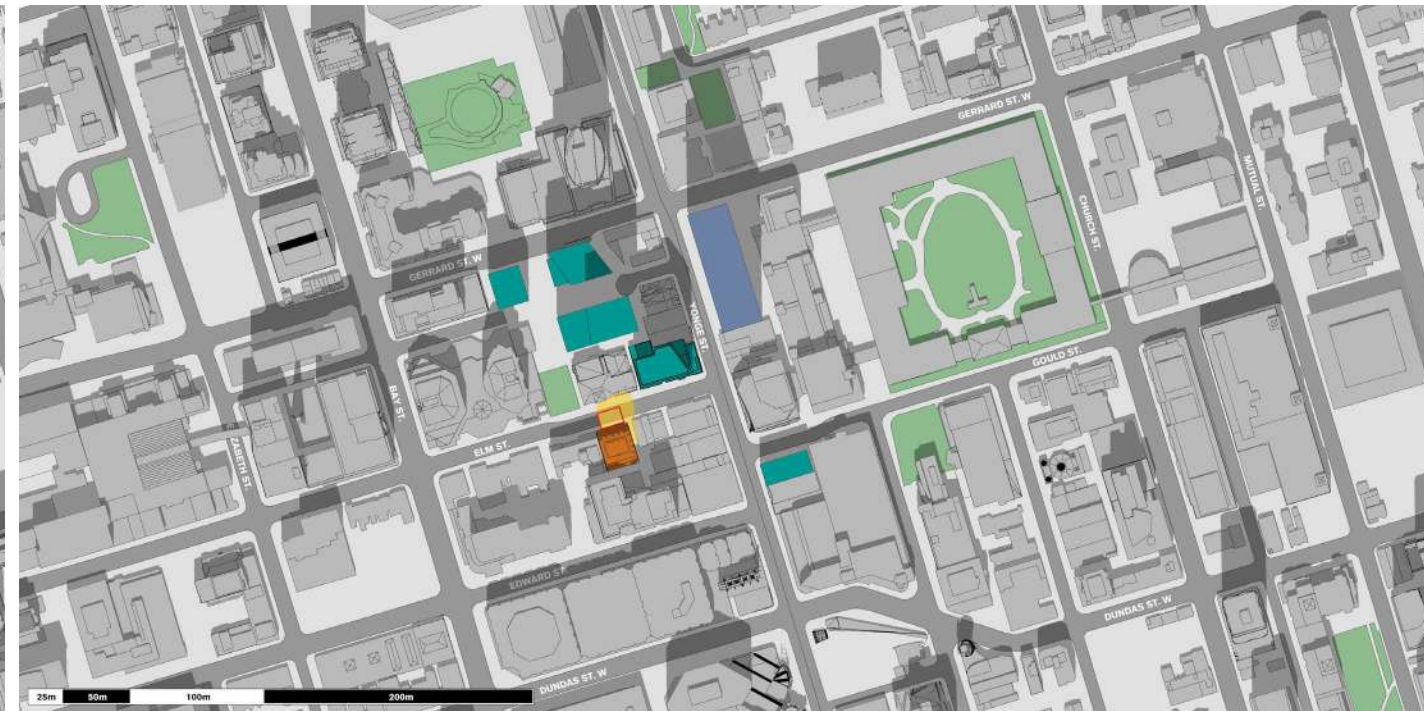 GERRARD ST. W
MUTUAL ST.
CHURCH ST.
GERRARD ST. W
YONGE ST.
GOULD ST.
BAY ST.
ELM ST.
ZABETH ST.
EDWARD ST.
DUNDAS ST. W
DUNDAS ST. W
25m 50m 100m 200m